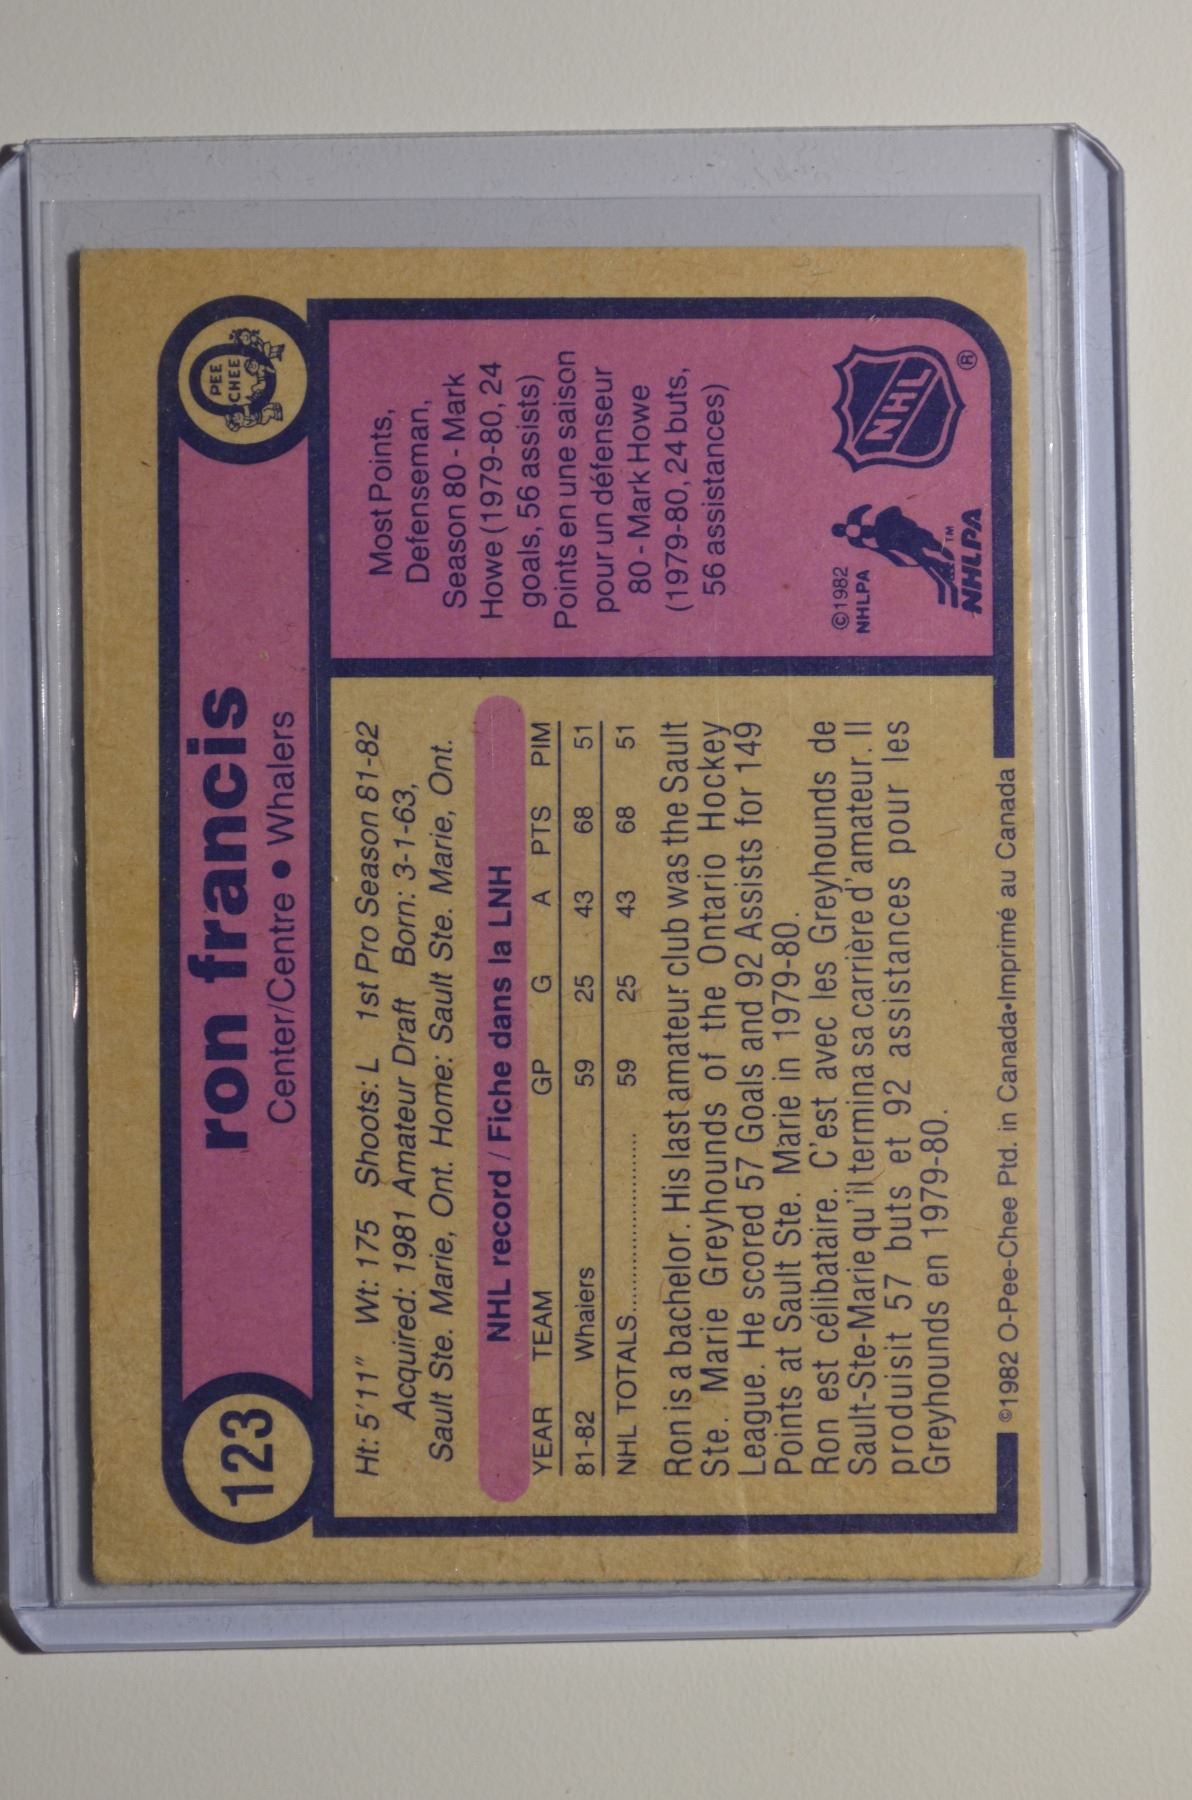 123
ron francis
Center/Centre • Whalers
PEE
CHEE
Ht: 5'11" Wt: 175 Shoots: L 1st Pro Season 81-82
Acquired: 1981 Amateur Draft Born: 3-1-63,
Sault Ste. Marie, Ont. Home: Sault Ste. Marie, Ont.
NHL record / Fiche dans la LNH
YEAR TEAM GP G A PTS PIM
81-82 Whalers 59 25 43 68 51
NHL TOTALS.................... 59 25 43 68 51
Ron is a bachelor. His last amateur club was the Sault
Ste. Marie Greyhounds of the Ontario Hockey
League. He scored 57 Goals and 92 Assists for 149
Points at Sault Ste. Marie in 1979-80.
Ron est célibataire. C'est avec les Greyhounds de
Sault-Ste-Marie qu'il termina sa carrière d'amateur. Il
produisit 57 buts et 92 assistances pour les
Greyhounds en 1979-80.
Most Points,
Defenseman,
Season 80 - Mark
Howe (1979-80, 24
goals, 56 assists)
Points en une saison
pour un défenseur
80 - Mark Howe
(1979-80, 24 buts,
56 assistances)
©1982
NHLPA
NHLPA™
NHL®
©1982 O-Pee-Chee Ptd. in Canada•Imprimé au Canada